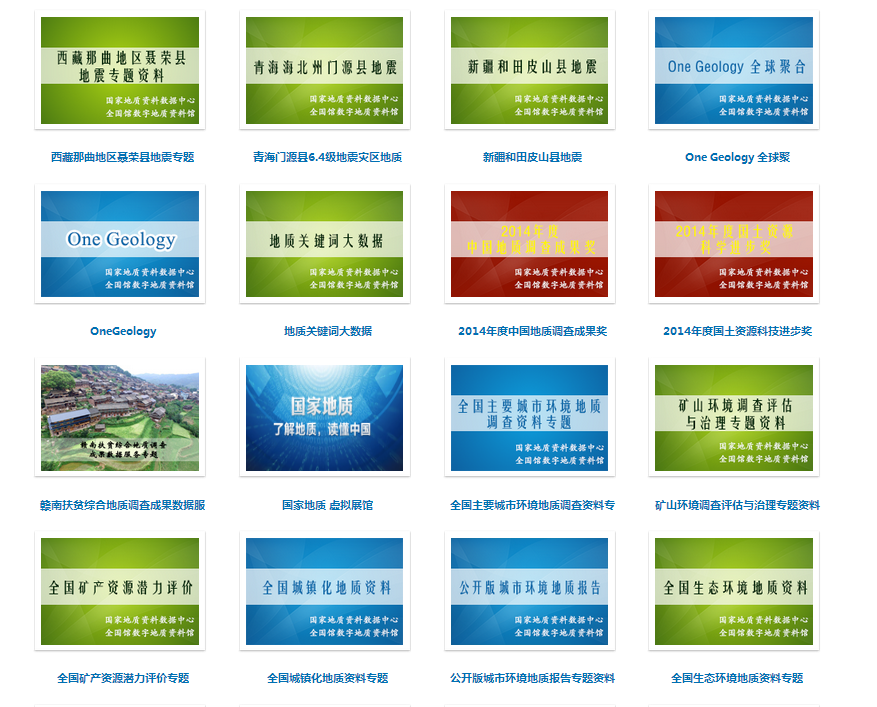 西藏那曲地区聂荣县
地震专题资料
国家地质资料数据中心
全国馆数字地质资料馆
青海海北州门源县地震
国家地质资料数据中心
全国馆数字地质资料馆
新疆和田皮山县地震
国家地质资料数据中心
全国馆数字地质资料馆
One Geology 全球聚合
国家地质资料数据中心
全国馆数字地质资料馆
西藏那曲地区聂荣县地震专题
青海门源县6.4级地震灾区地质
新疆和田皮山县地震
One Geology 全球聚
One Geology
国家地质资料数据中心
全国馆数字地质资料馆
地质关键词大数据
国家地质资料数据中心
全国馆数字地质资料馆
2014年度
中国地质调查成果奖
国家地质资料数据中心
全国馆数字地质资料馆
2014年度国土资源
科学进步奖
国家地质资料数据中心
全国馆数字地质资料馆
OneGeology
地质关键词大数据
2014年度中国地质调查成果奖
2014年度国土资源科技进步奖
赣南扶贫综合地质调查
成果数据服务专题
国家地质
了解地质，读懂中国
全国主要城市环境地质
调查资料专题
国家地质资料数据中心
全国馆数字地质资料馆
矿山环境调查评估
与治理专题资料
国家地质资料数据中心
全国馆数字地质资料馆
赣南扶贫综合地质调查成果数据服
国家地质 虚拟展馆
全国主要城市环境地质调查资料专
矿山环境调查评估与治理专题资料
全国矿产资源潜力评价
国家地质资料数据中心
全国馆数字地质资料馆
全国城镇化地质资料
国家地质资料数据中心
全国馆数字地质资料馆
公开版城市环境地质报告
国家地质资料数据中心
全国馆数字地质资料馆
全国生态环境地质资料
国家地质资料数据中心
全国馆数字地质资料馆
全国矿产资源潜力评价专题
全国城镇化地质资料专题
公开版城市环境地质报告专题资料
全国生态环境地质资料专题